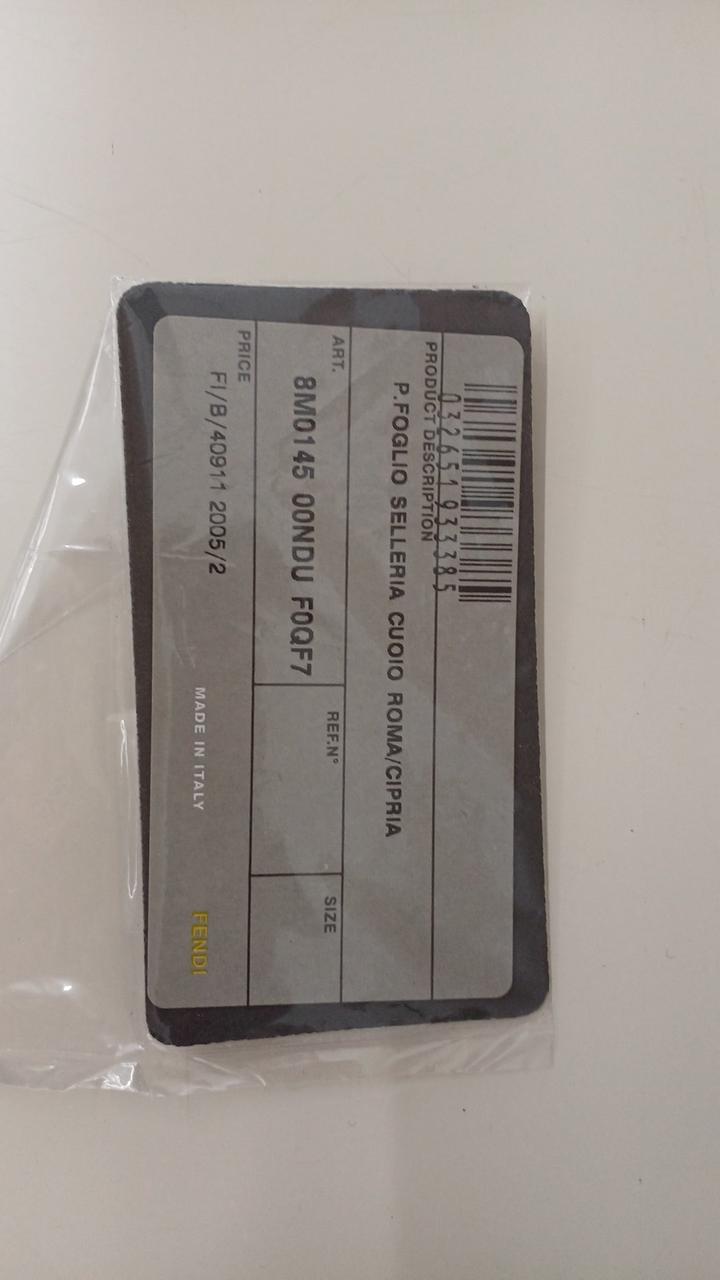 032651933385
PRODUCT DESCRIPTION
P.FOGLIO SELLERIA CUOIO ROMA/CIPRIA
ART.
8M0145 00NDU F0QF7
REF.N°
SIZE
PRICE
FI/B/40911 2005/2
MADE IN ITALY
FENDI